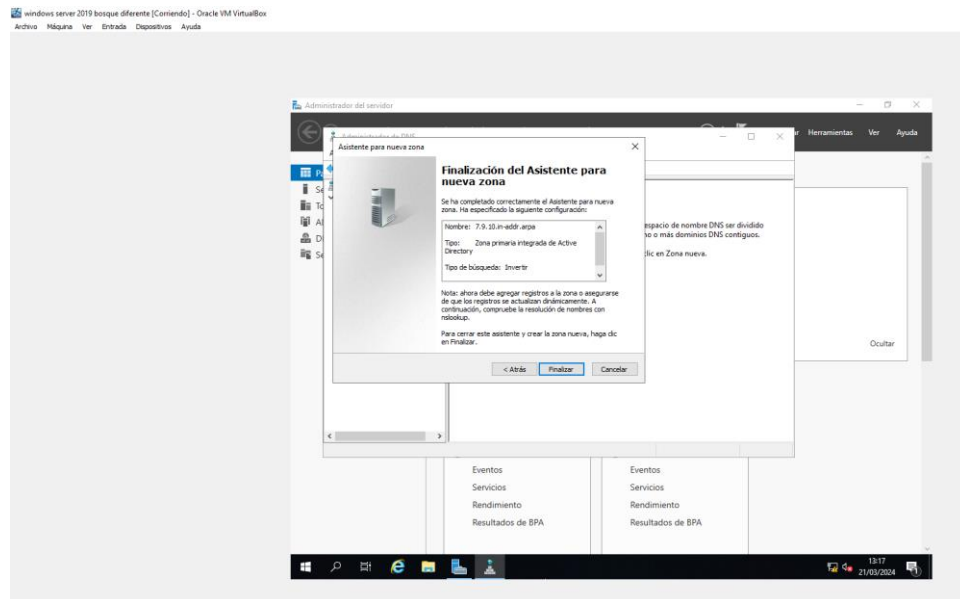 windows server 2019 bosque diferente [Corriendo] - Oracle VM VirtualBox
Archivo Máquina Ver Entrada Dispositivos Ayuda
Administrador del servidor
Herramientas Ver Ayuda
Administrador de DNS
Asistente para nueva zona
Finalización del Asistente para
nueva zona
Se ha completado correctamente el Asistente para nueva
zona. Ha especificado la siguiente configuración:
Nombre: 7.9.10.in-addr.arpa
Tipo: Zona primaria integrada de Active
Directory
Tipo de búsqueda: Invertir
Nota: ahora debe agregar registros a la zona o asegurarse
de que los registros se actualizan dinámicamente. A
continuación, compruebe la resolución de nombres con
nslookup.
Para cerrar este asistente y crear la zona nueva, haga clic
en Finalizar.
< Atrás Finalizar Cancelar
espacio de nombre DNS ser dividido
no o más dominios DNS contiguos.
clic en Zona nueva.
Ocultar
Eventos
Servicios
Rendimiento
Resultados de BPA
Eventos
Servicios
Rendimiento
Resultados de BPA
13:17
21/03/2024